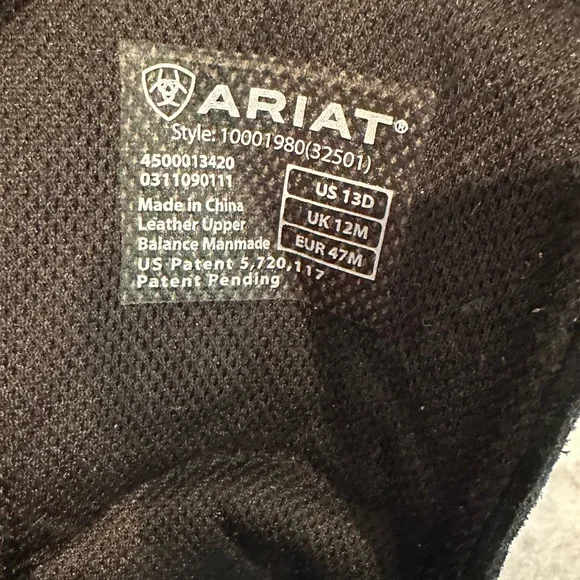 ARIAT®
Style: 10001980(32501)
4500013420
0311090111
Made in China
Leather Upper
Balance Manmade
US Patent 5,720,117
Patent Pending
US 13D
UK 12M
EUR 47M